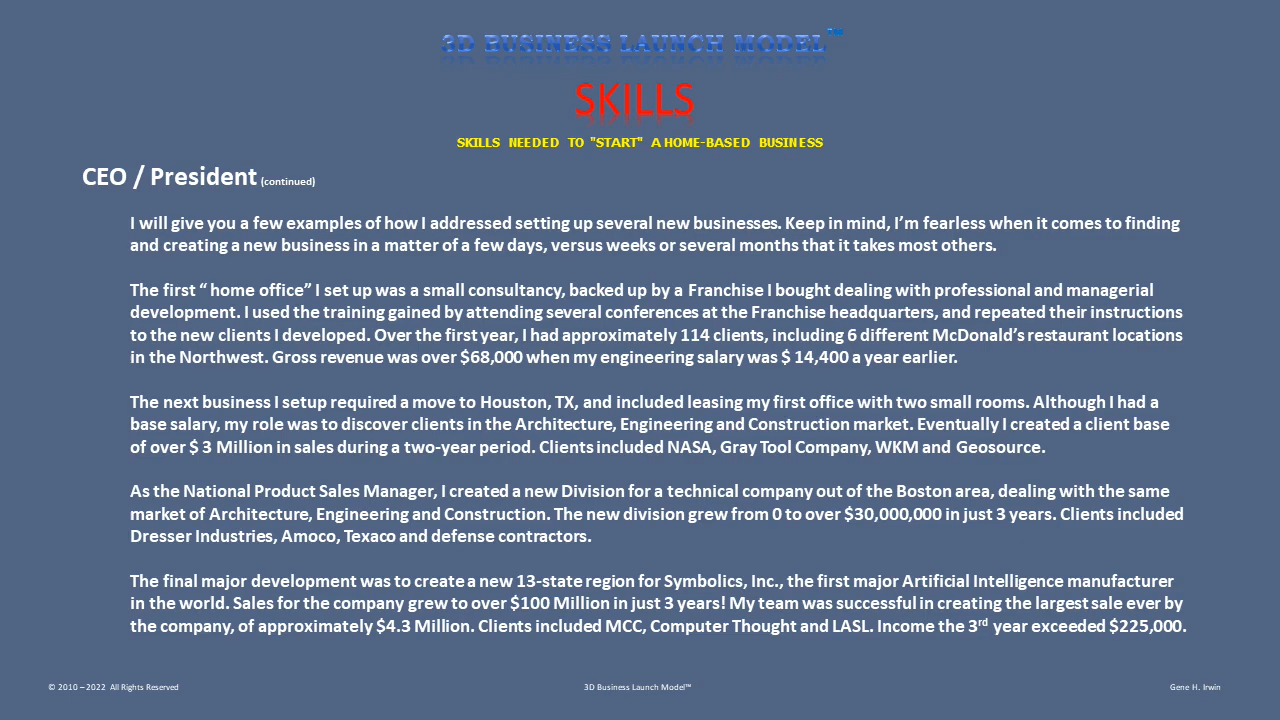 3D BUSINESS LAUNCH MODEL™
SKILLS
SKILLS NEEDED TO "START" A HOME-BASED BUSINESS
CEO / President (continued)
I will give you a few examples of how I addressed setting up several new businesses. Keep in mind, I’m fearless when it comes to finding
and creating a new business in a matter of a few days, versus weeks or several months that it takes most others.
The first “ home office” I set up was a small consultancy, backed up by a Franchise I bought dealing with professional and managerial
development. I used the training gained by attending several conferences at the Franchise headquarters, and repeated their instructions
to the new clients I developed. Over the first year, I had approximately 114 clients, including 6 different McDonald’s restaurant locations
in the Northwest. Gross revenue was over $68,000 when my engineering salary was $ 14,400 a year earlier.
The next business I setup required a move to Houston, TX, and included leasing my first office with two small rooms. Although I had a
base salary, my role was to discover clients in the Architecture, Engineering and Construction market. Eventually I created a client base
of over $ 3 Million in sales during a two-year period. Clients included NASA, Gray Tool Company, WKM and Geosource.
As the National Product Sales Manager, I created a new Division for a technical company out of the Boston area, dealing with the same
market of Architecture, Engineering and Construction. The new division grew from 0 to over $30,000,000 in just 3 years. Clients included
Dresser Industries, Amoco, Texaco and defense contractors.
The final major development was to create a new 13-state region for Symbolics, Inc., the first major Artificial Intelligence manufacturer
in the world. Sales for the company grew to over $100 Million in just 3 years! My team was successful in creating the largest sale ever by
the company, of approximately $4.3 Million. Clients included MCC, Computer Thought and LASL. Income the 3rd year exceeded $225,000.
© 2010 – 2022 All Rights Reserved
3D Business Launch Model™
Gene H. Irwin